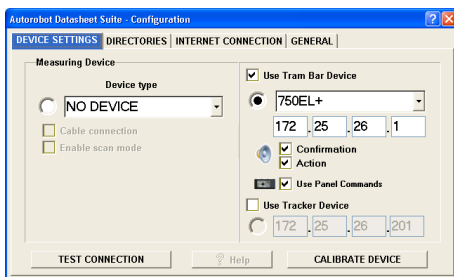 Autorobot Datasheet Suite - Configuration
DEVICE SETTINGS DIRECTORIES INTERNET CONNECTION GENERAL
Measuring Device
Device type
NO DEVICE
Cable connection
Enable scan mode
Use Tram Bar Device
750EL+
172 . 25 . 26 . 1
Confirmation
Action
Use Panel Commands
Use Tracker Device
172 . 25 . 26 . 201
TEST CONNECTION ? Help CALIBRATE DEVICE